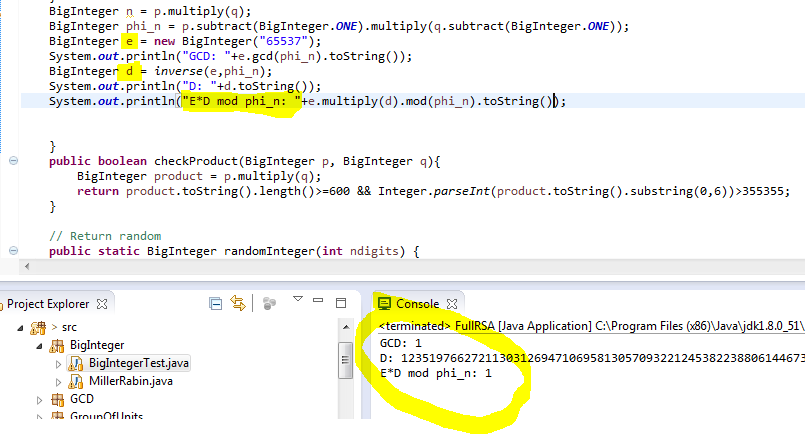 BigInteger n = p.multiply(q);
BigInteger phi_n = p.subtract(BigInteger.ONE).multiply(q.subtract(BigInteger.ONE));
BigInteger e = new BigInteger("65537");
System.out.println("GCD: "+e.gcd(phi_n).toString());
BigInteger d = inverse(e,phi_n);
System.out.println("D: "+d.toString());
System.out.println("E*D mod phi_n: "+e.multiply(d).mod(phi_n).toString());
}
public boolean checkProduct(BigInteger p, BigInteger q){
BigInteger product = p.multiply(q);
return product.toString().length()>=600 && Integer.parseInt(product.toString().substring(0,6))>355355;
}
// Return random
public static BigInteger randomInteger(int ndigits) {
Project Explorer
> src
BigInteger
BigIntegerTest.java
MillerRabin.java
GCD
GroupOfUnits
Console
<terminated> FullRSA [Java Application] C:\Program Files (x86)\Java\jdk1.8.0_51\
GCD: 1
D: 1235197662721130312694710695813057093221245382238806144673
E*D mod phi_n: 1